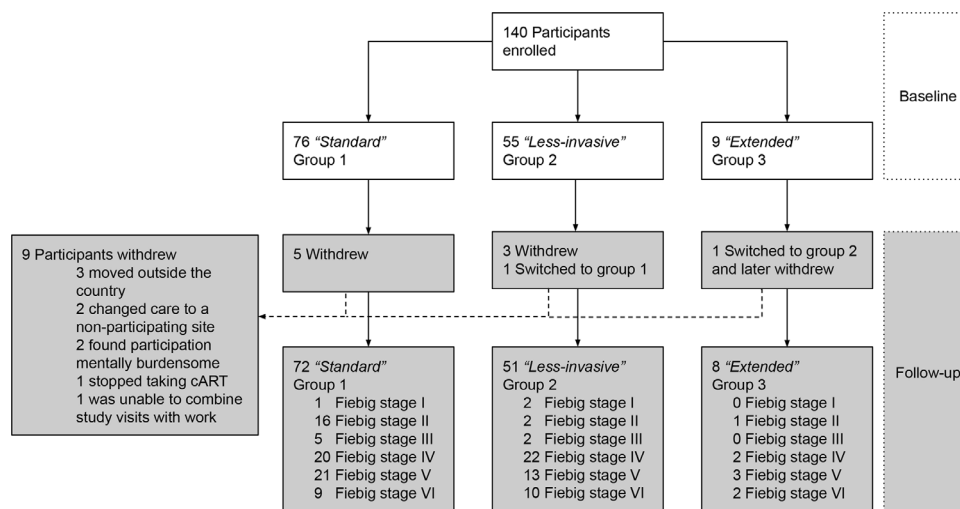 140 Participants
enrolled
Baseline
76 “Standard”
Group 1
55 “Less-invasive”
Group 2
9 “Extended”
Group 3
9 Participants withdrew
3 moved outside the
country
2 changed care to a
non-participating site
2 found participation
mentally burdensome
1 stopped taking cART
1 was unable to combine
study visits with work
5 Withdrew
3 Withdrew
1 Switched to group 1
1 Switched to group 2
and later withdrew
Follow-up
72 “Standard”
Group 1
1 Fiebig stage I
16 Fiebig stage II
5 Fiebig stage III
20 Fiebig stage IV
21 Fiebig stage V
9 Fiebig stage VI
51 “Less-invasive”
Group 2
2 Fiebig stage I
2 Fiebig stage II
2 Fiebig stage III
22 Fiebig stage IV
13 Fiebig stage V
10 Fiebig stage VI
8 “Extended”
Group 3
0 Fiebig stage I
1 Fiebig stage II
0 Fiebig stage III
2 Fiebig stage IV
3 Fiebig stage V
2 Fiebig stage VI